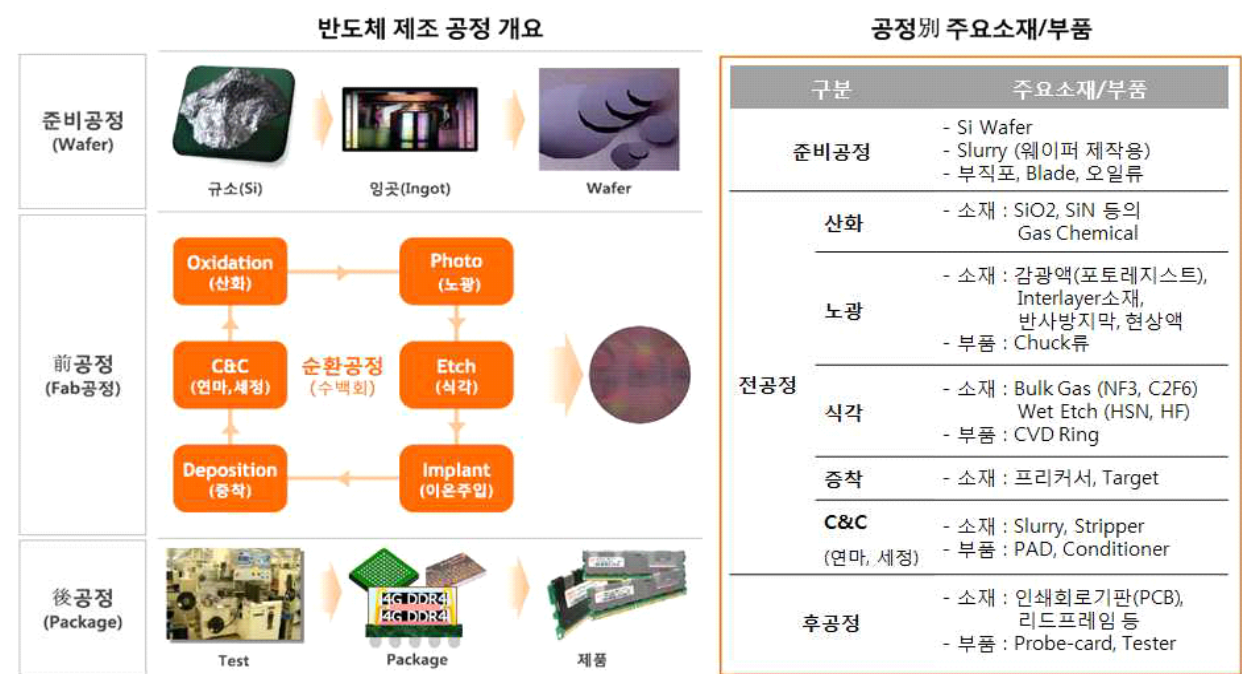 반도체 제조 공정 개요
준비공정
(Wafer)
규소(Si)
잉곳(Ingot)
Wafer
前공정
(Fab공정)
Oxidation
(산화)
Photo
(노광)
C&C
(연마,세정)
순환공정
(수백회)
Etch
(식각)
Deposition
(증착)
Implant
(이온주입)
後공정
(Package)
4G DDR4
4G DDR4
Test
Package
제품
공정別 주요소재/부품
구분 주요소재/부품
준비공정
- Si Wafer
- Slurry (웨이퍼 제작용)
- 부직포, Blade, 오일류
전공정
산화
- 소재 : SiO2, SiN 등의
Gas Chemical
노광
- 소재 : 감광액(포토레지스트),
Interlayer소재,
반사방지막, 현상액
- 부품 : Chuck류
식각
- 소재 : Bulk Gas (NF3, C2F6)
Wet Etch (HSN, HF)
- 부품 : CVD Ring
증착
- 소재 : 프리커서, Target
C&C
(연마, 세정)
- 소재 : Slurry, Stripper
- 부품 : PAD, Conditioner
후공정
- 소재 : 인쇄회로기판(PCB),
리드프레임 등
- 부품 : Probe-card, Tester